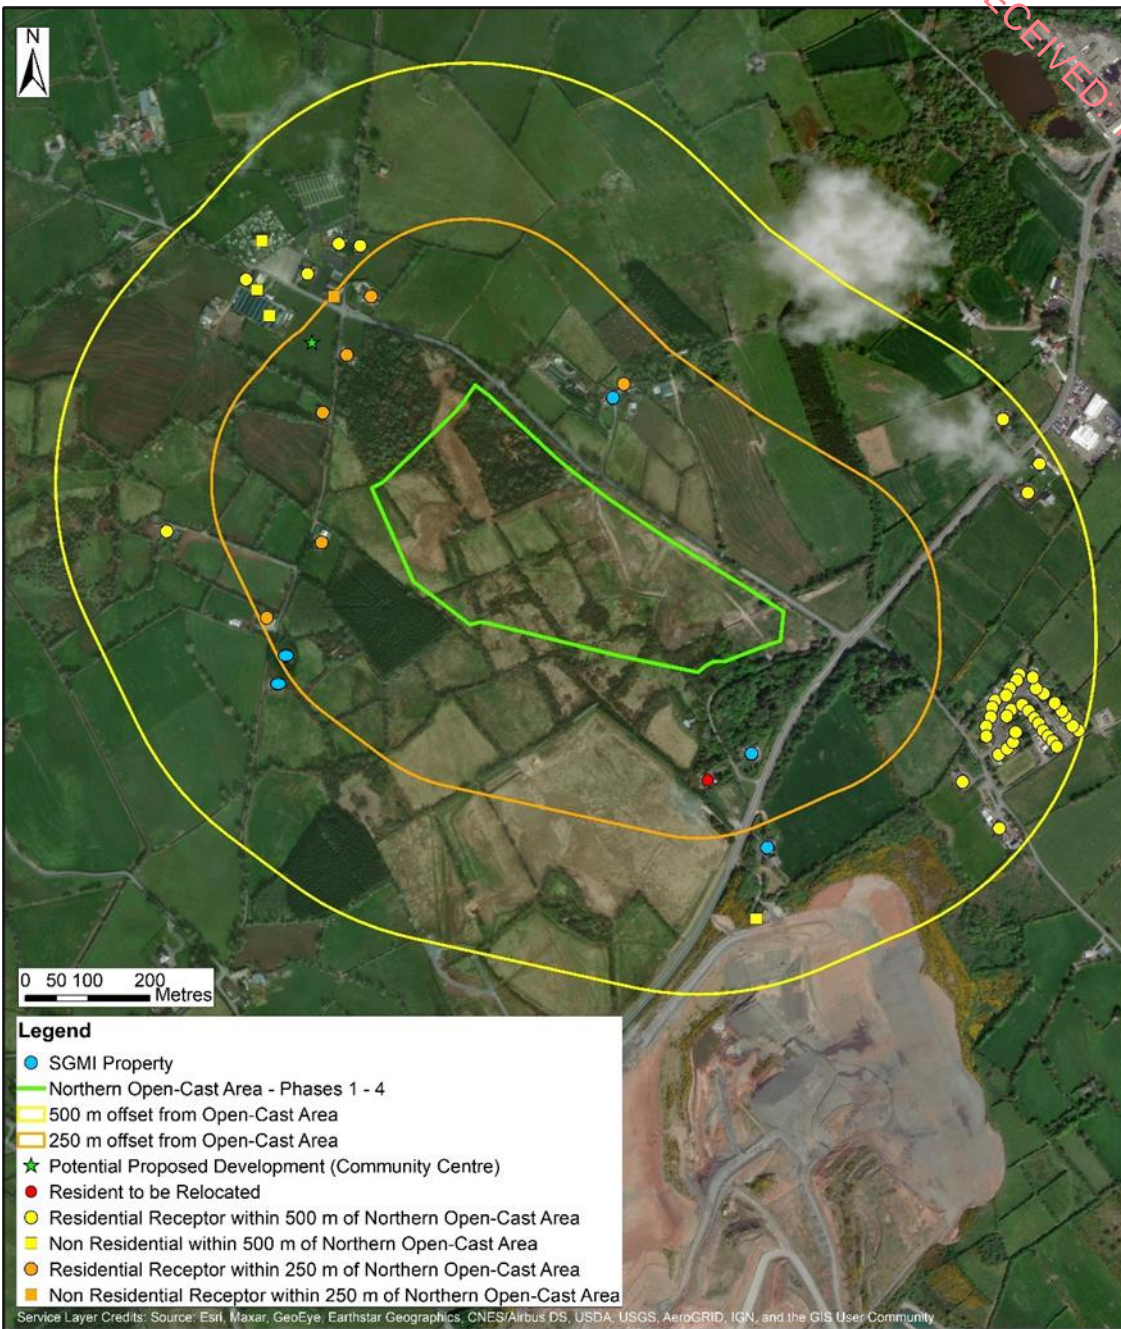 N
ECEIVED:
0 50 100 200
Metres
Legend
SGMI Property
Northern Open-Cast Area - Phases 1 - 4
500 m offset from Open-Cast Area
250 m offset from Open-Cast Area
Potential Proposed Development (Community Centre)
Resident to be Relocated
Residential Receptor within 500 m of Northern Open-Cast Area
Non Residential within 500 m of Northern Open-Cast Area
Residential Receptor within 250 m of Northern Open-Cast Area
Non Residential Receptor within 250 m of Northern Open-Cast Area
Service Layer Credits: Source: Esri, Maxar, GeoEye, Earthstar Geographics, CNES/Airbus DS, USDA, USGS, AeroGRID, IGN, and the GIS User Community